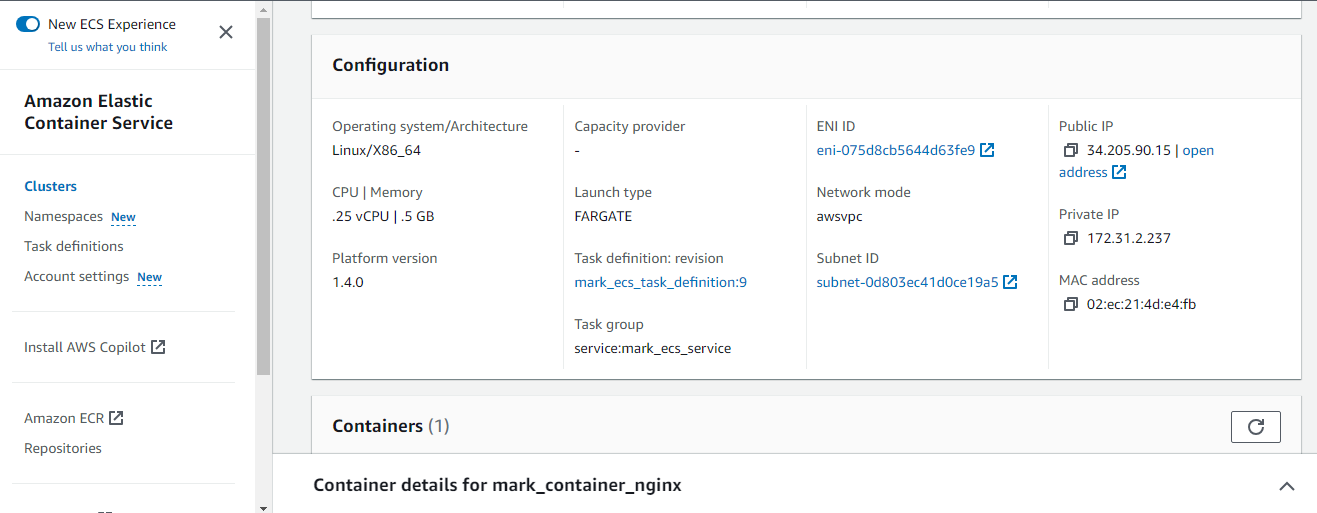 New ECS Experience
Tell us what you think
Amazon Elastic
Container Service
Clusters
Namespaces New
Task definitions
Account settings New
Install AWS Copilot
Amazon ECR
Repositories
Configuration
Operating system/Architecture
Linux/X86_64
CPU | Memory
.25 vCPU | .5 GB
Platform version
1.4.0
Capacity provider
-
Launch type
FARGATE
Task definition: revision
mark_ecs_task_definition:9
Task group
service:mark_ecs_service
ENI ID
eni-075d8cb5644d63fe9
Network mode
awsvpc
Subnet ID
subnet-0d803ec41d0ce19a5
Public IP
34.205.90.15 | open
address
Private IP
172.31.2.237
MAC address
02:ec:21:4d:e4:fb
Containers (1)
Container details for mark_container_nginx